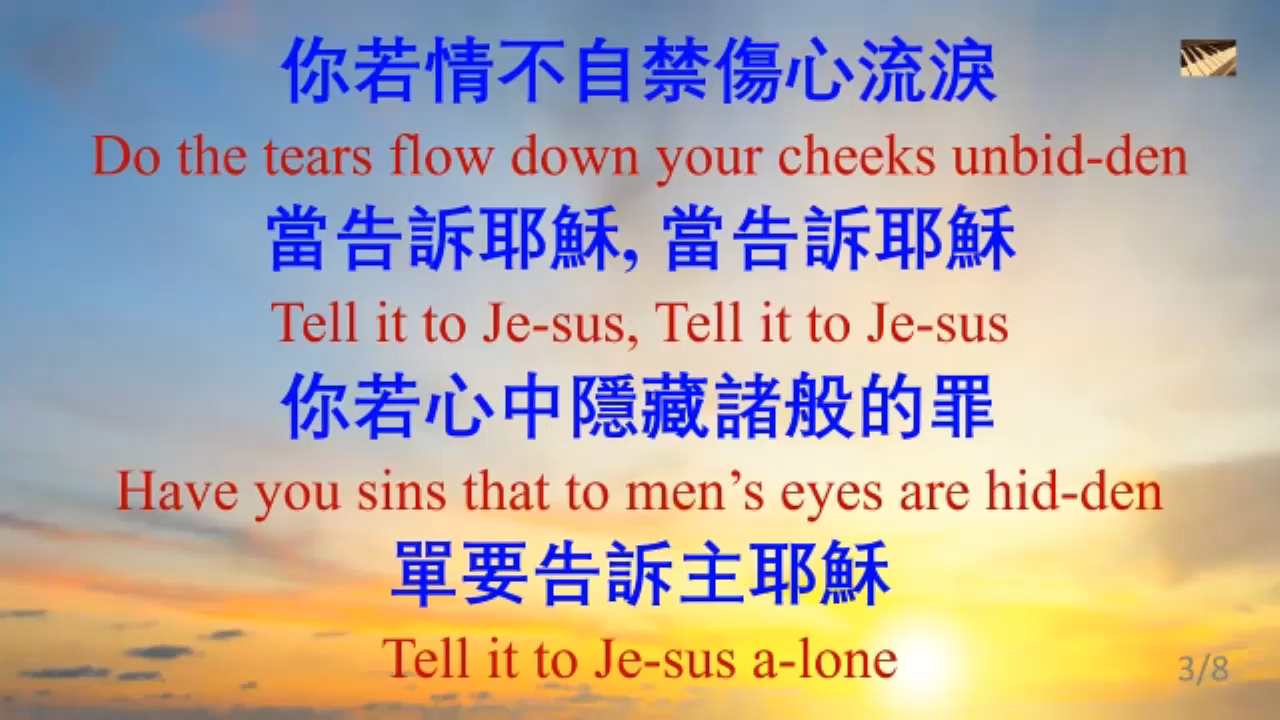 你若情不自禁傷心流淚
Do the tears flow down your cheeks unbid-den
當告訴耶穌, 當告訴耶穌
Tell it to Je-sus, Tell it to Je-sus
你若心中隱藏諸般的罪
Have you sins that to men’s eyes are hid-den
單要告訴主耶穌
Tell it to Je-sus a-lone
3/8